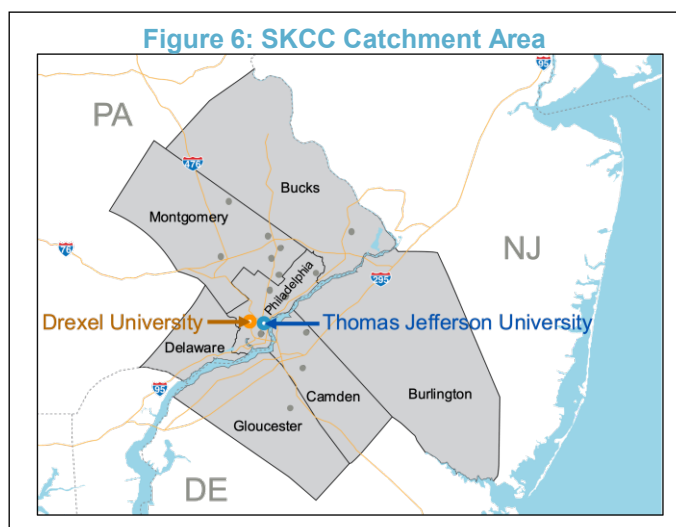 Figure 6: SKCC Catchment Area
95
PA
476
Bucks
Montgomery
76
NJ
295
Philadelphia
Drexel University
Thomas Jefferson University
Delaware
95
Camden
Burlington
Gloucester
DE